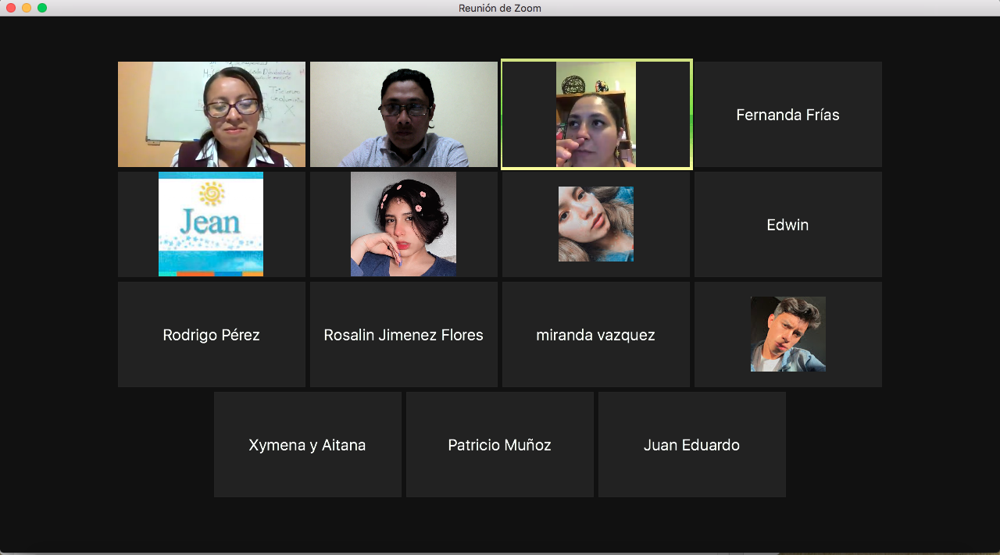 Reunión de Zoom
Fernanda Frías
Jean
Edwin
Rodrigo Pérez
Rosalin Jimenez Flores
miranda vazquez
Xymena y Aitana
Patricio Muñoz
Juan Eduardo